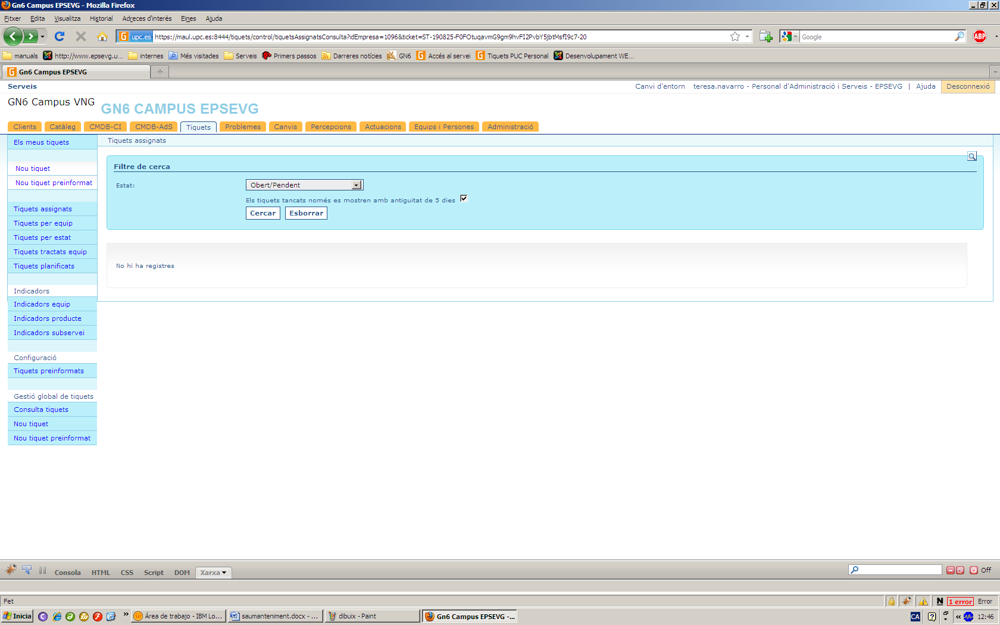 Gn6 Campus EPSEVG - Mozilla Firefox
Fitxer Edita Visualitza Historial Adreces d'interès Eines Ajuda
upc.es https://maul.upc.es:8444/tiquets/control/tiquetsAssignatsConsulta?idEmpresa=1096&ticket=ST-190825-F0FOtuqavmG9gm9hvFI2PvbY5jbtMsfI9c7-20 Google ABP
manuals http://www.epsevg.u... internes Més visitades Serveis Primers passos Darreres notícies GN6 Accés al servei Tiquets PUC Personal Desenvolupament WE...
Gn6 Campus EPSEVG
Serveis Canvi d'entorn teresa.navarro - Personal d'Administració i Serveis - EPSEVG | Ajuda Desconnexió
GN6 Campus VNG GN6 CAMPUS EPSEVG
Clients Catàleg CMDB-CI CMDB-AdS Tiquets Problemes Canvis Percepcions Actuacions Equips i Persones Administració
Els meus tiquets
Nou tiquet
Nou tiquet preinformat
Tiquets assignats
Tiquets per equip
Tiquets per estat
Tiquets tractats equip
Tiquets planificats
Indicadors
Indicadors equip
Indicadors producte
Indicadors subservei
Configuració
Tiquets preinformats
Gestió global de tiquets
Consulta tiquets
Nou tiquet
Nou tiquet preinformat
Tiquets assignats
Filtre de cerca
Estat: Obert/Pendent
Els tiquets tancats només es mostren amb antiguitat de 5 dies
Cercar Esborrar
No hi ha registres
Consola HTML CSS Script DOM Xarxa Off
Fet 1 error Error
Inicia Área de trabajo - IBM Lo... saumanteniment.docx - ... dibuix - Paint Gn6 Campus EPSEVG -... CA 12:46